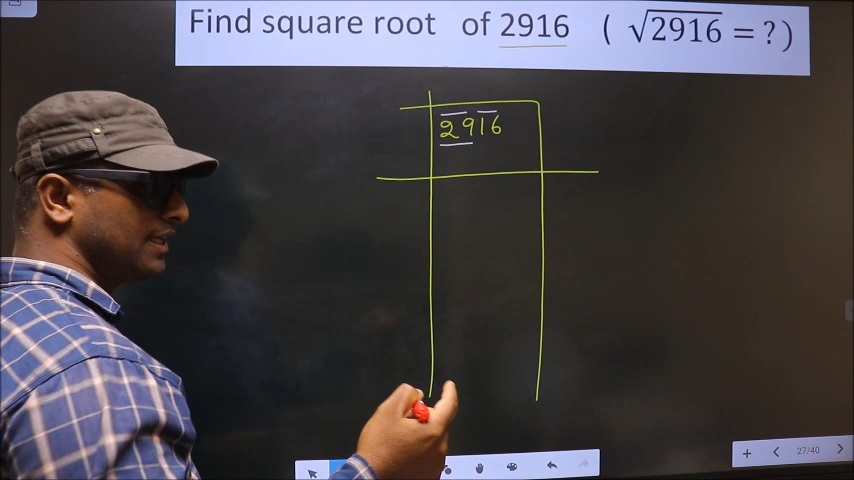 Find square root of 2916 ( √2916 = ? )
2916
27/40